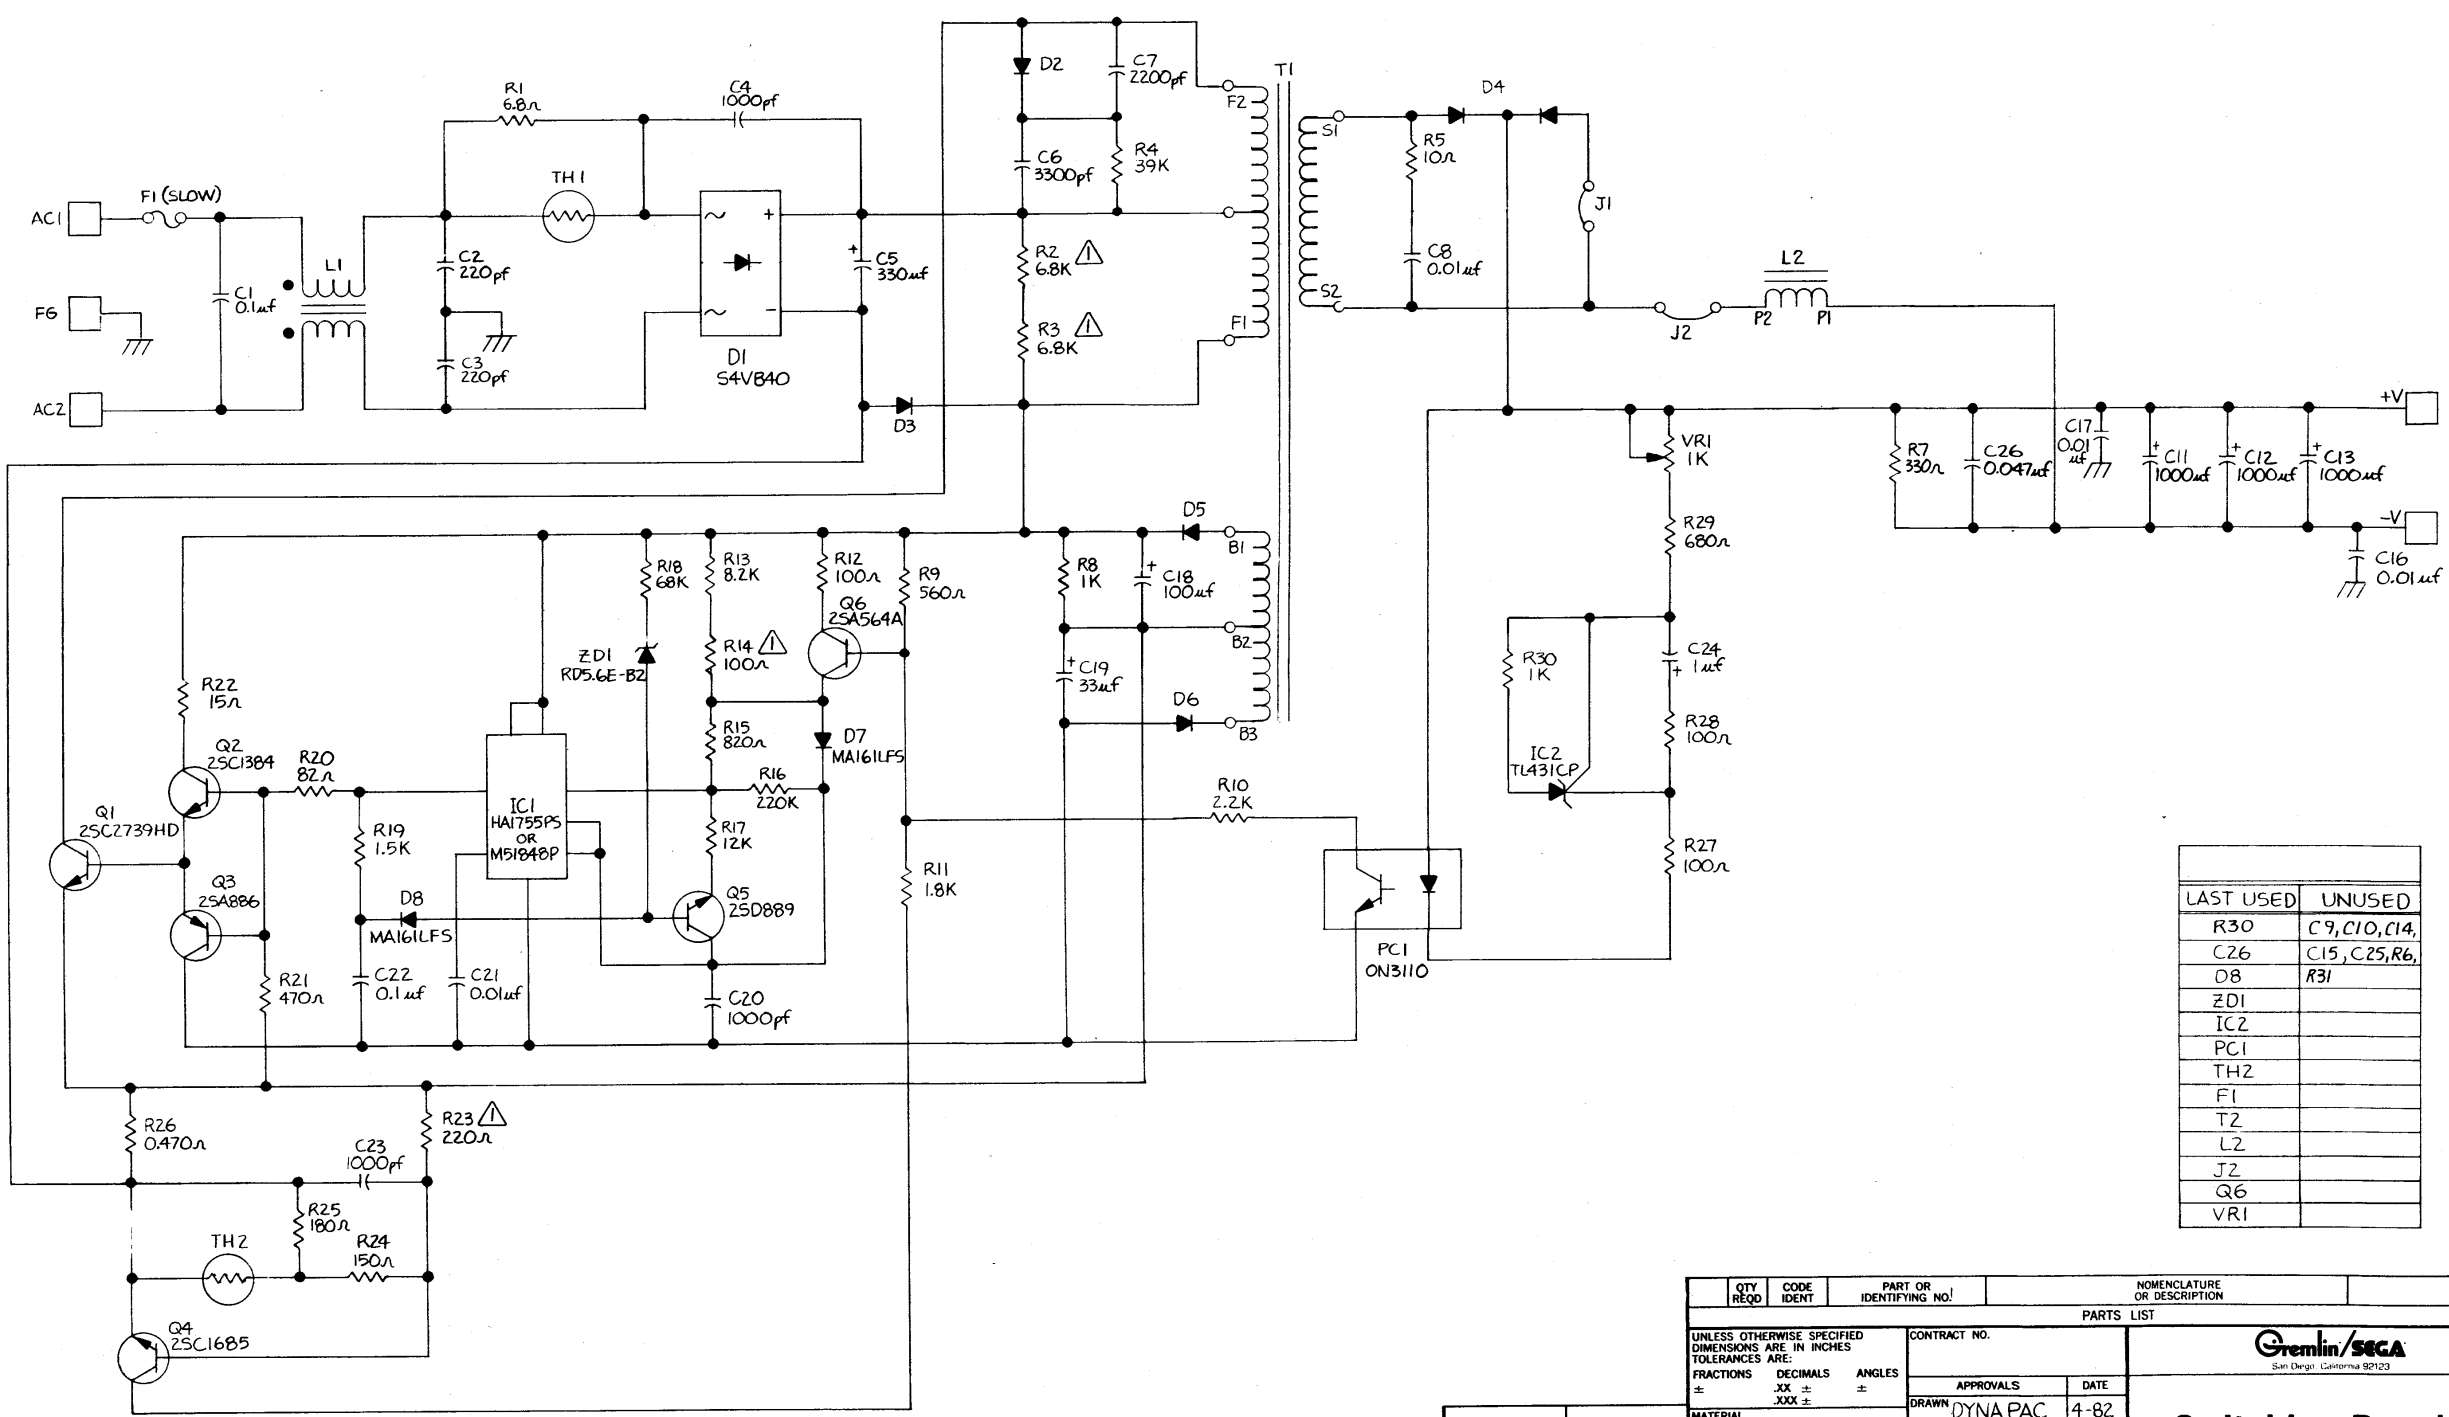 D2
C7
2200pf
T1
R1
6.8Ω
C4
1000pf
F2
D4
S1
R5
10Ω
C6
3300pf
R4
39K
AC1
F1 (SLOW)
TH1
~
+
J1
L1
C2
220pf
+
C5
330uf
R2
6.8K
1
C8
0.01uf
L2
C1
0.1uf
S2
FG
~
-
R3
6.8K
1
F1
J2
P2
P1
C3
220pf
D1
S4VB40
AC2
D3
+V
VR1
1K
R7
330Ω
C26
0.047uf
C17
0.01
uf
+
C11
1000uf
+
C12
1000uf
+
C13
1000uf
D5
B1
-V
R29
680Ω
C16
0.01uf
R18
68K
R13
8.2K
R12
100Ω
R9
560Ω
R8
1K
+
C18
100uf
Q6
2SA564A
B2
ZD1
RD5.6E-B2
R14
100Ω
1
+
C19
33uf
R30
1K
C24
1uf
+
R22
15Ω
D6
B3
R15
820Ω
D7
MA161LFS
R28
100Ω
Q2
2SC1384
R20
82Ω
IC2
TL431CP
R16
220K
R10
2.2K
Q1
2SC2739HD
IC1
HA1755PS
OR
M51848P
R19
1.5K
R17
12K
R27
100Ω
Q3
2SA886
D8
MA161LFS
Q5
2SD889
R11
1.8K
PC1
ON3110
R21
470Ω
C22
0.1uf
C21
0.01uf
C20
1000pf
LAST USED UNUSED
R30 C9,C10,C14,
C26 C15,C25,R6,
D8 R31
ZD1
IC2
PC1
TH2
F1
T2
L2
J2
Q6
VR1
R26
0.470Ω
R23
220Ω
1
C23
1000pf
R25
180Ω
TH2
R24
150Ω
Q4
2SC1685
QTY
REQD
CODE
IDENT
PART OR
IDENTIFYING NO.
NOMENCLATURE
OR DESCRIPTION
PARTS LIST
UNLESS OTHERWISE SPECIFIED
DIMENSIONS ARE IN INCHES
TOLERANCES ARE:
FRACTIONS DECIMALS ANGLES
± .XX ± ±
.XXX ±
MATERIAL
CONTRACT NO.
APPROVALS DATE
DRAWN DYNA PAC 4-82
Gremlin/SEGA
San Diego, California 92123